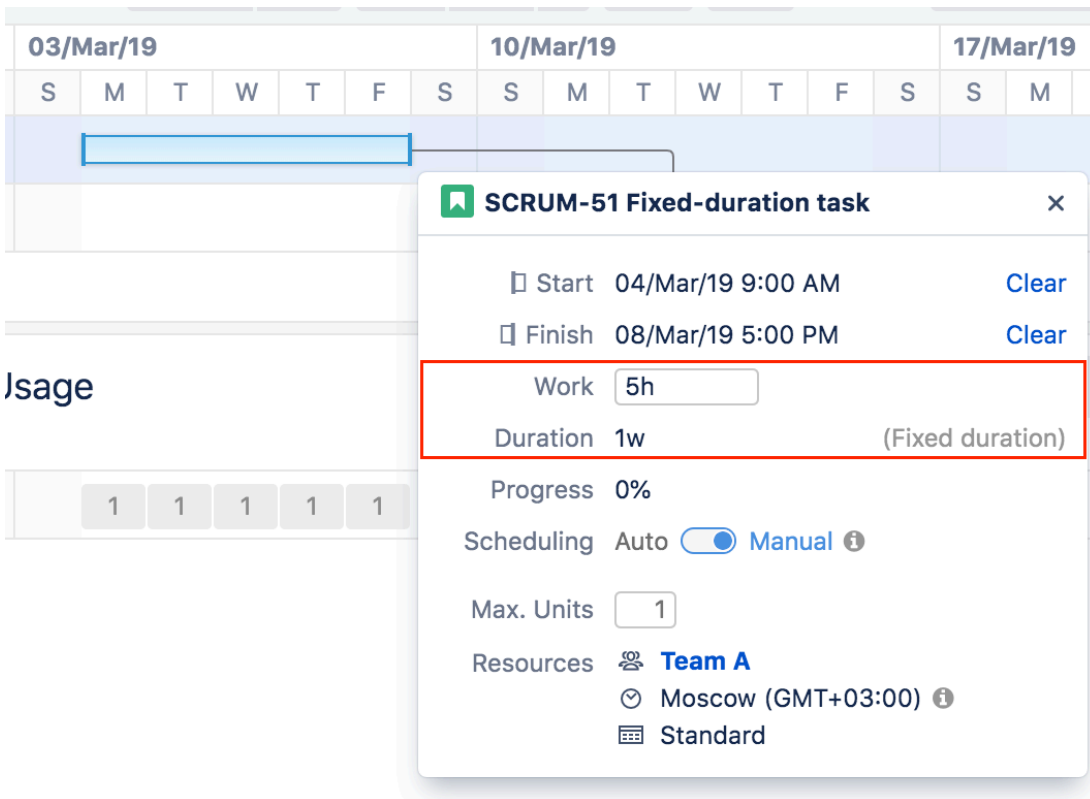 03/Mar/19 10/Mar/19 17/Mar/19
S M T W T F S S M T W T F S S M
SCRUM-51 Fixed-duration task
Start 04/Mar/19 9:00 AM Clear
Finish 08/Mar/19 5:00 PM Clear
Usage
Work 5h
Duration 1w (Fixed duration)
1 1 1 1 1
Progress 0%
Scheduling Auto Manual
Max. Units 1
Resources Team A
Moscow (GMT+03:00)
Standard